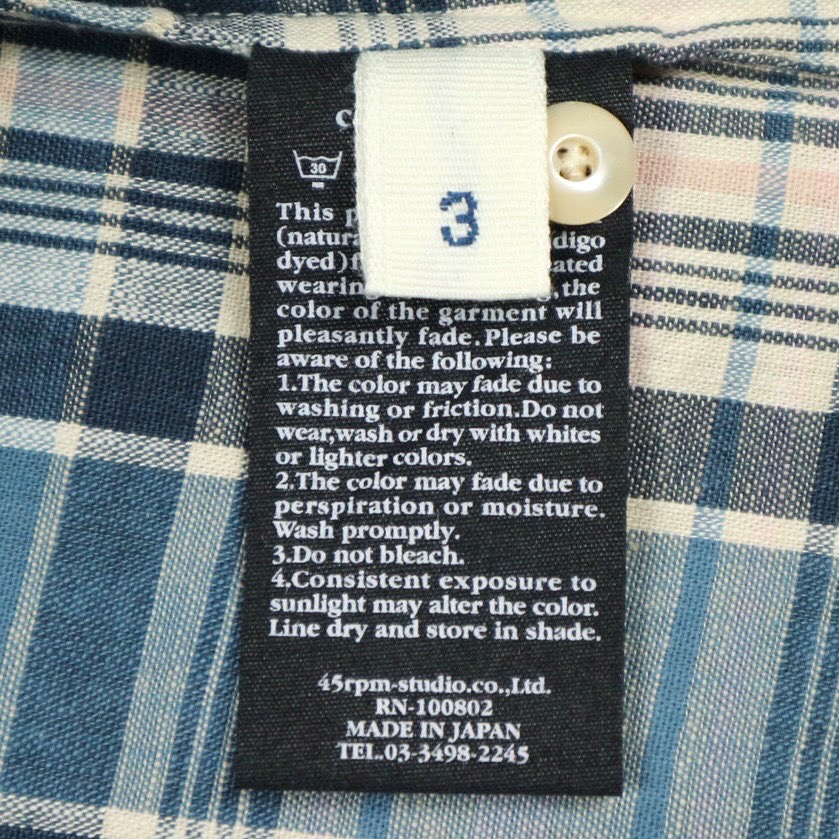 3
30
This
dyed)
the
color of the garment will
pleasantly fade.Please be
aware of the following:
1.The color may fade due to
washing or friction.Do not
wear,wash or dry with whites
or lighter colors.
2.The color may fade due to
perspiration or moisture.
Wash promptly.
3.Do not bleach.
4.Consistent exposure to
sunlight may alter the color.
Line dry and store in shade.
45rpm-studio.co.,Ltd.
RN-100802
MADE IN JAPAN
TEL.03-3498-2245